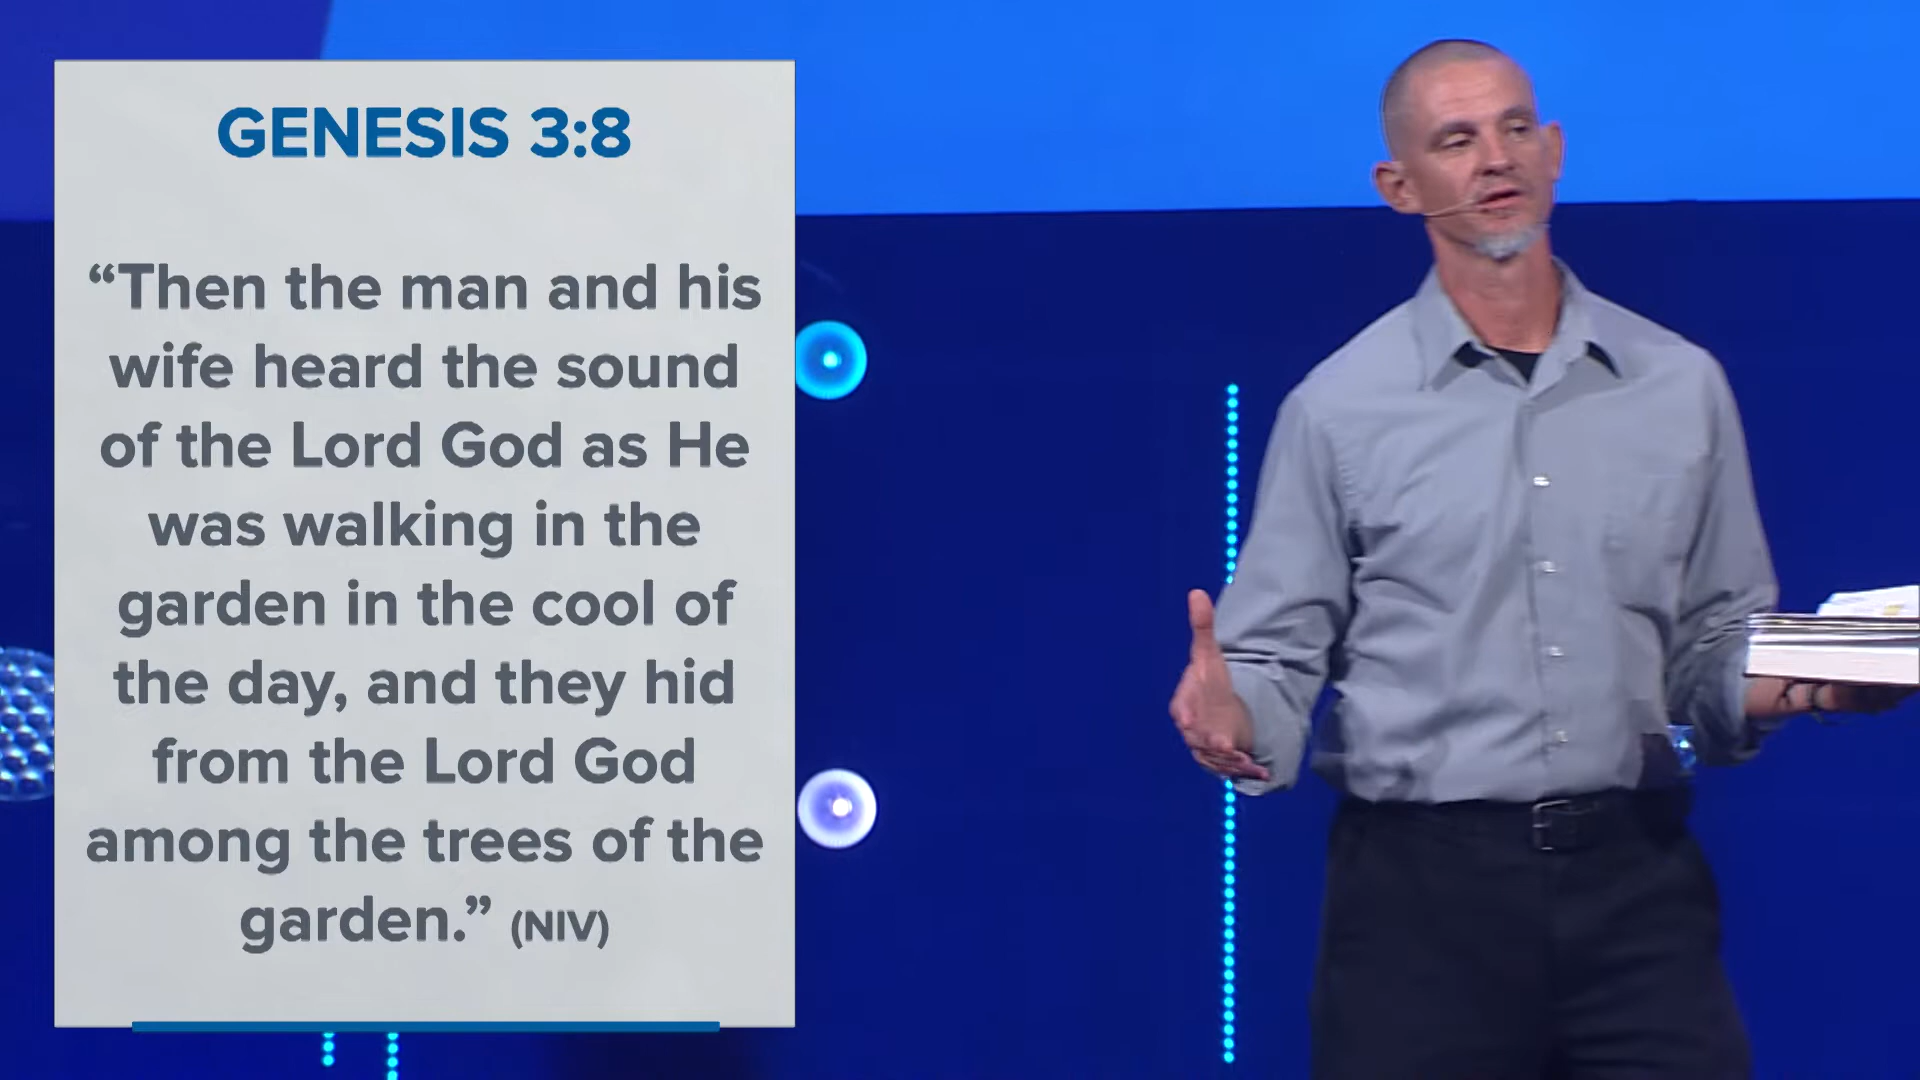 GENESIS 3:8
“Then the man and his
wife heard the sound
of the Lord God as He
was walking in the
garden in the cool of
the day, and they hid
from the Lord God
among the trees of the
garden.” (NIV)